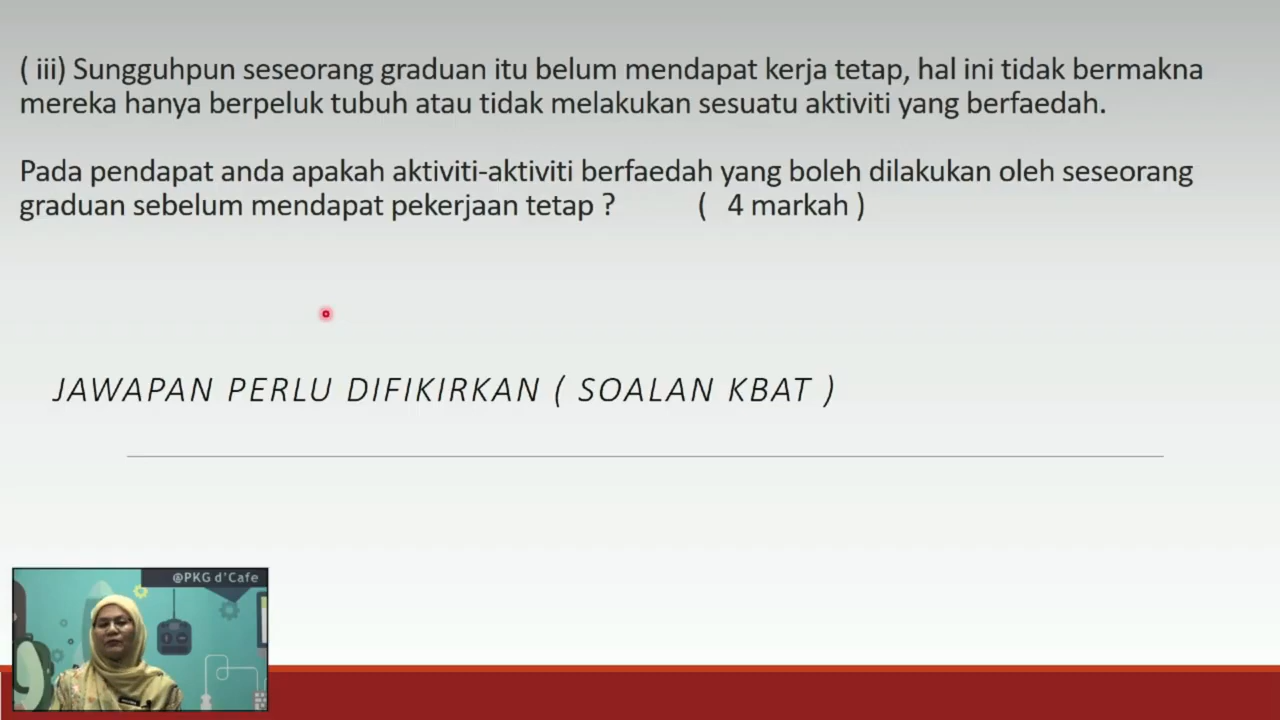 ( iii) Sungguhpun seseorang graduan itu belum mendapat kerja tetap, hal ini tidak bermakna
mereka hanya berpeluk tubuh atau tidak melakukan sesuatu aktiviti yang berfaedah.
Pada pendapat anda apakah aktiviti-aktiviti berfaedah yang boleh dilakukan oleh seseorang
graduan sebelum mendapat pekerjaan tetap ? ( 4 markah )
JAWAPAN PERLU DIFIKIRKAN ( SOALAN KBAT )
@PKG d'Cafe